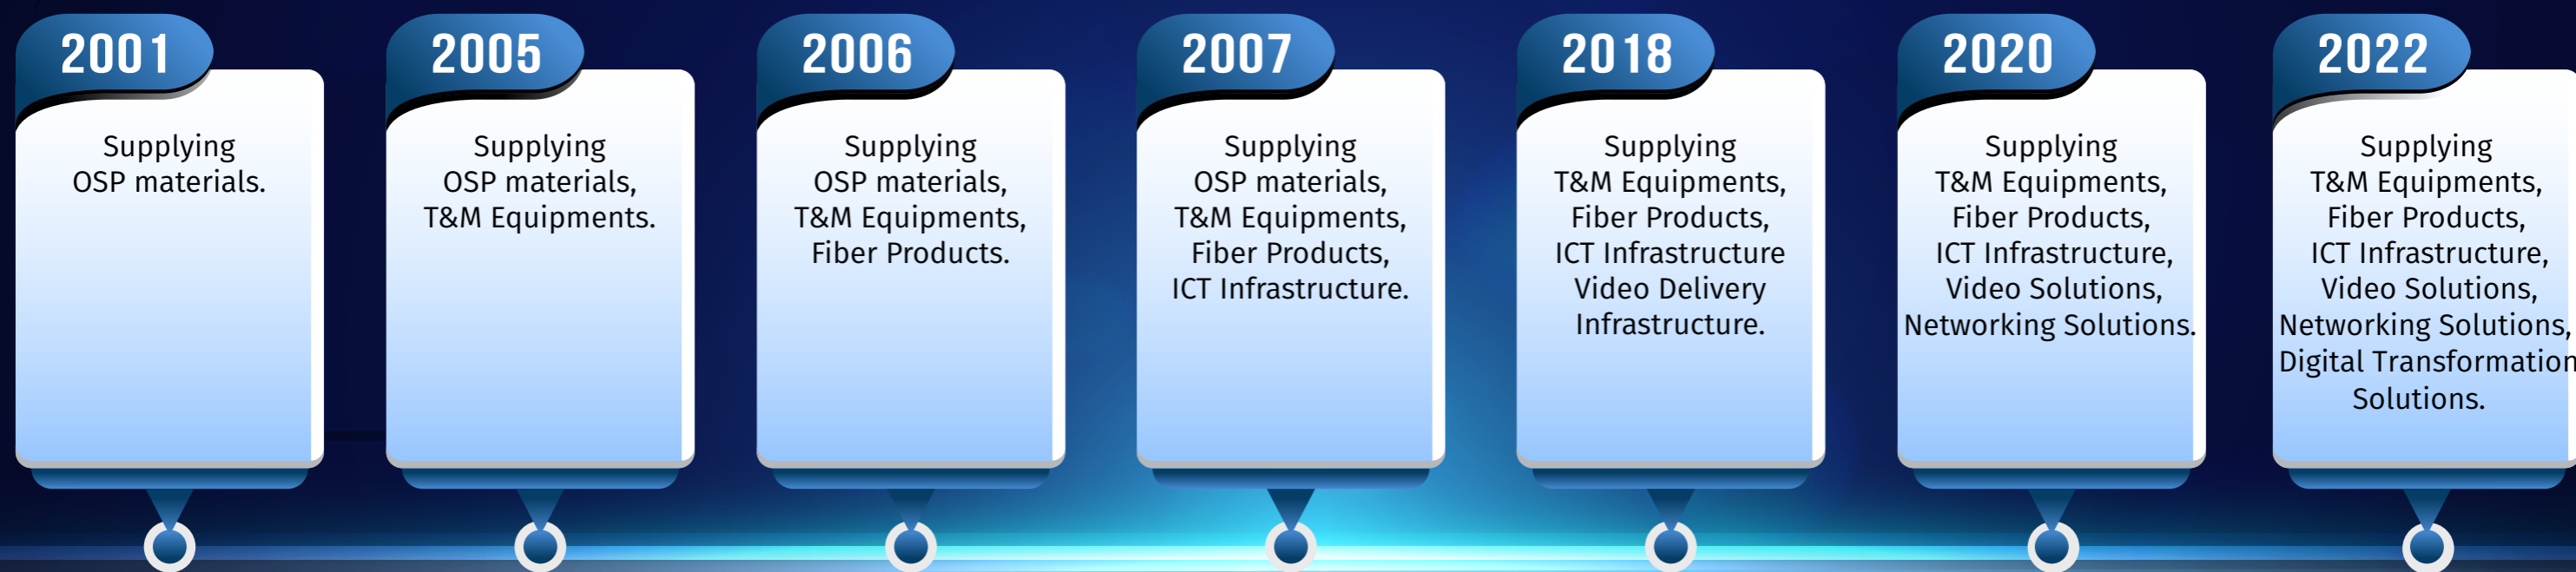 2001
Supplying
OSP materials.
2005
Supplying
OSP materials,
T&M Equipments.
2006
Supplying
OSP materials,
T&M Equipments,
Fiber Products.
2007
Supplying
OSP materials,
T&M Equipments,
Fiber Products,
ICT Infrastructure.
2018
Supplying
T&M Equipments,
Fiber Products,
ICT Infrastructure
Video Delivery
Infrastructure.
2020
Supplying
T&M Equipments,
Fiber Products,
ICT Infrastructure,
Video Solutions,
Networking Solutions.
2022
Supplying
T&M Equipments,
Fiber Products,
ICT Infrastructure,
Video Solutions,
Networking Solutions,
Digital Transformation
Solutions.